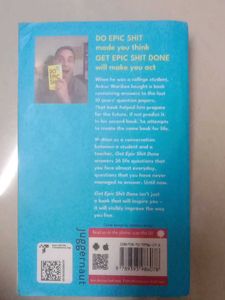 DO EPIC SHIT
made you think
GET EPIC SHIT DONE
will make you act
When he was a college student,
Ankur Warikoo bought a book
containing answers to the last
10 years' question papers.
That book helped him prepare
for the future, if not predict it.
In his second book, he attempts
to create the same book for life.
Written as a conversation
between a student and a
teacher, Get Epic Shit Done
answers 36 life questions that
you face almost everyday,
questions that you have never
managed to answer. Until now.
Get Epic Shit Done isn't just
a book that will inspire you –
it will visibly improve the way
you live.
juggernaut